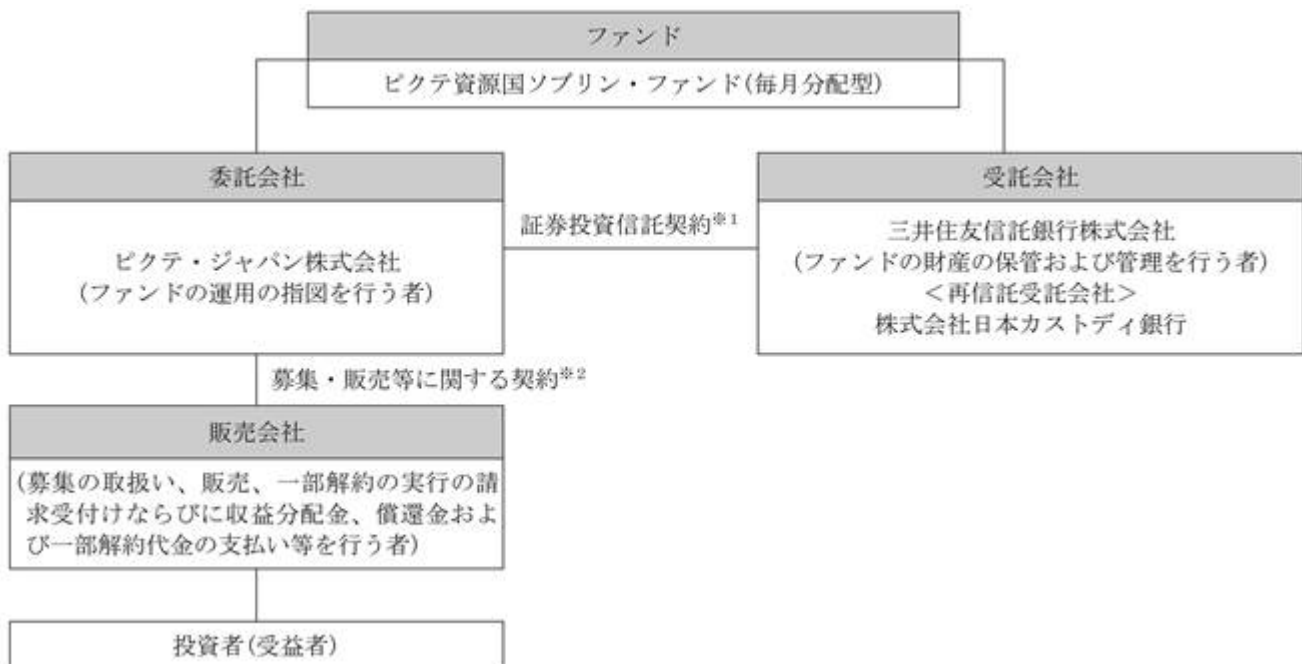 ファンド
ピクテ資源国ソブリン・ファンド(毎月分配型)
委託会社
ピクテ・ジャパン株式会社
(ファンドの運用の指図を行う者)
証券投資信託契約※1
受託会社
三井住友信託銀行株式会社
(ファンドの財産の保管および管理を行う者)
<再信託受託会社>
株式会社日本カストディ銀行
募集・販売等に関する契約※2
販売会社
(募集の取扱い、販売、一部解約の実行の請
求受付けならびに収益分配金、償還金およ
び一部解約代金の支払い等を行う者)
投資者(受益者)